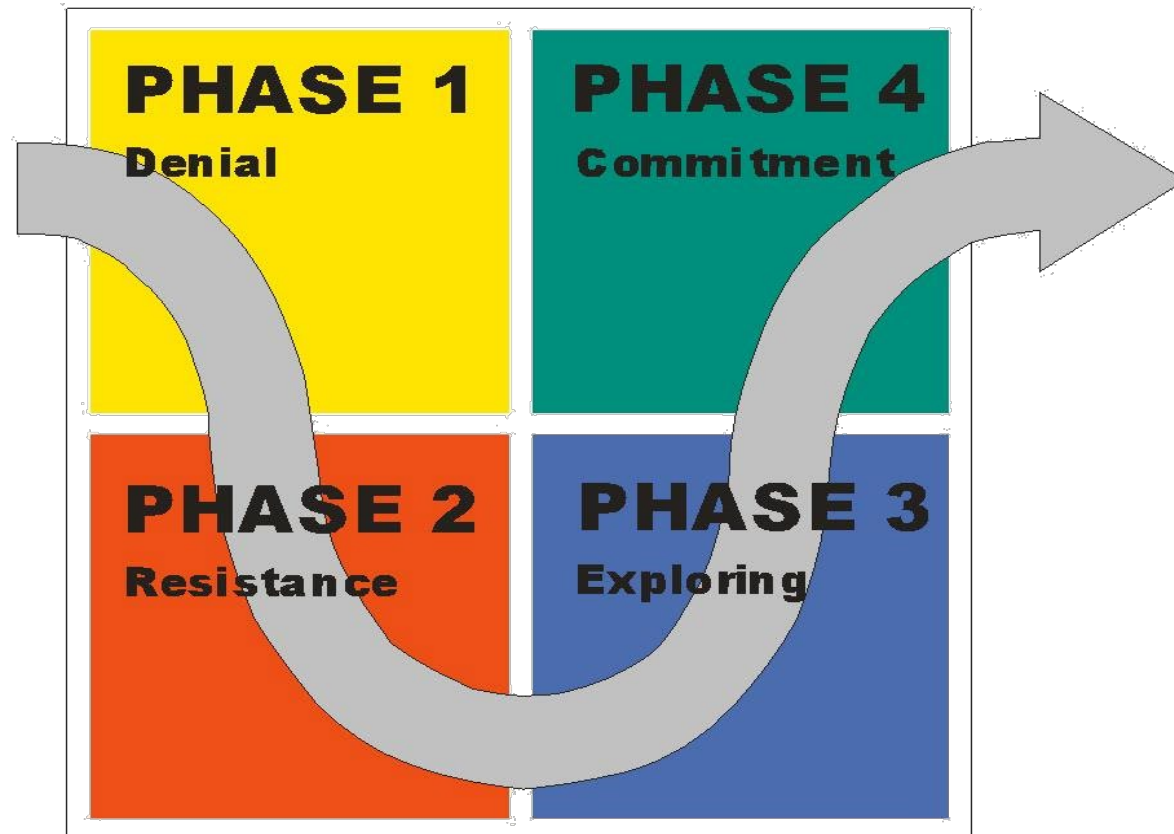 PHASE 1
Denial
PHASE 2
Resistance
PHASE 3
Exploring
PHASE 4
Commitment